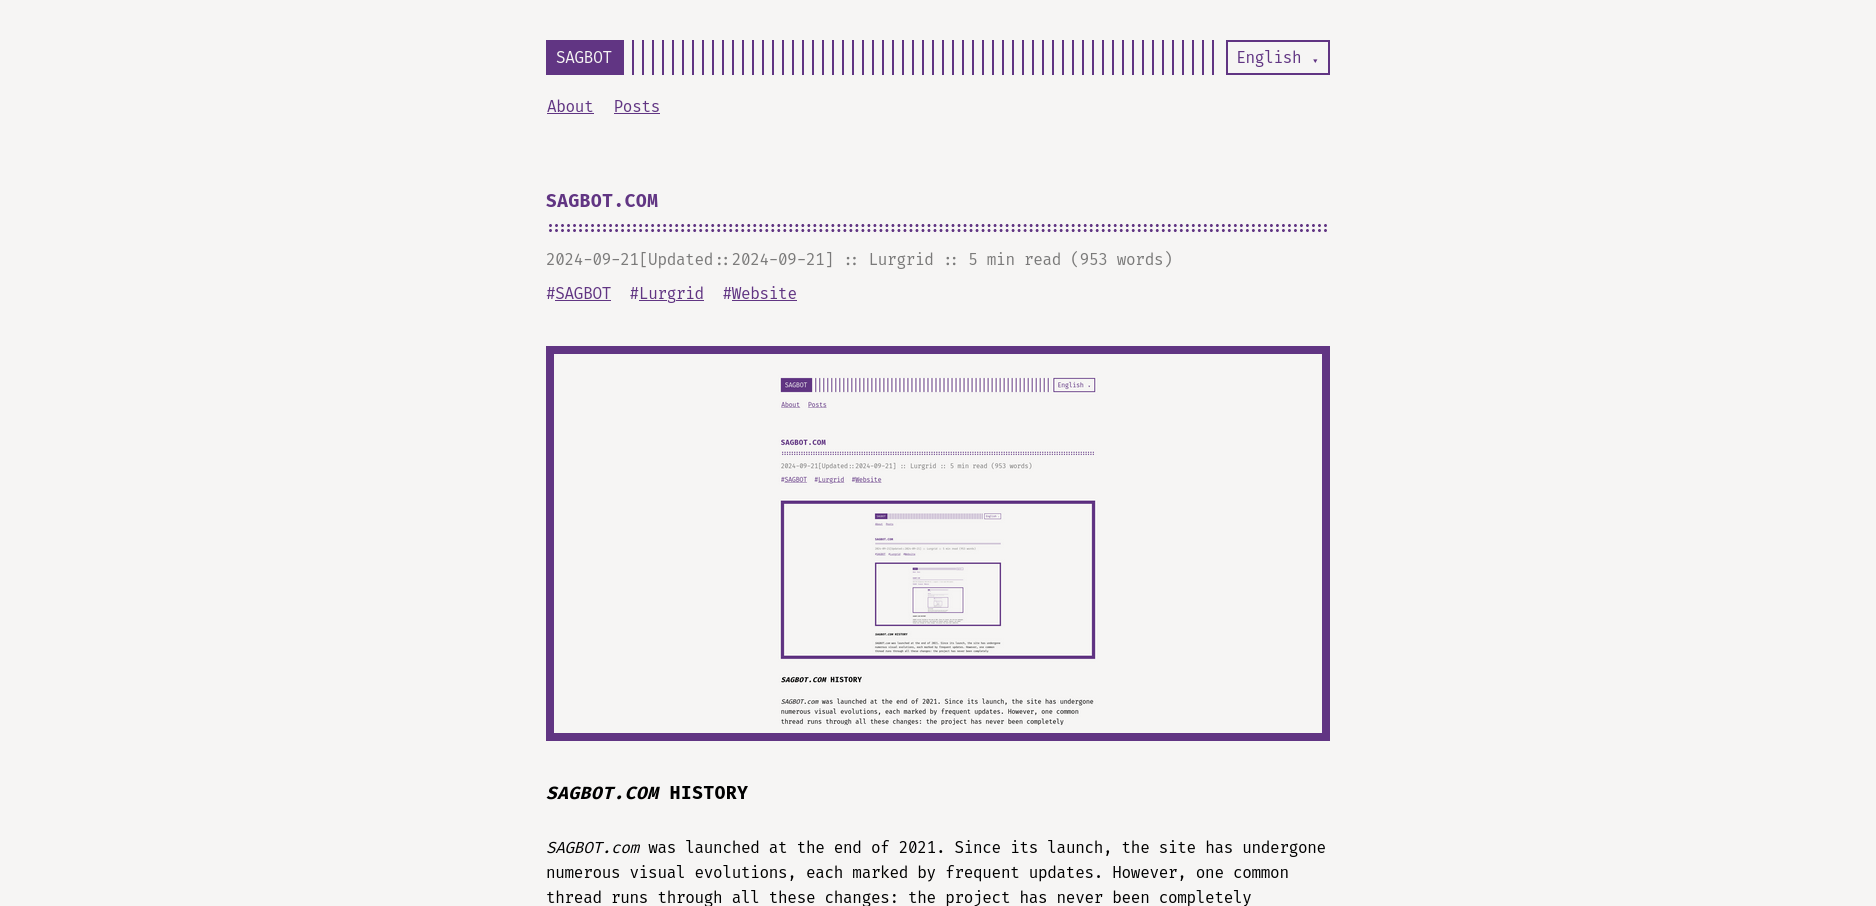 SAGBOT
English ▾
About Posts
SAGBOT.COM
2024-09-21[Updated::2024-09-21] :: Lurgrid :: 5 min read (953 words)
#SAGBOT #Lurgrid #Website
SAGBOT
English ▾
About Posts
SAGBOT.COM
2024-09-21[Updated::2024-09-21] :: Lurgrid :: 5 min read (953 words)
#SAGBOT #Lurgrid #Website
SAGBOT.COM HISTORY
SAGBOT.com was launched at the end of 2021. Since its launch, the site has undergone
numerous visual evolutions, each marked by frequent updates. However, one common
thread runs through all these changes: the project has never been completely
SAGBOT.COM HISTORY
SAGBOT.com was launched at the end of 2021. Since its launch, the site has undergone
numerous visual evolutions, each marked by frequent updates. However, one common
thread runs through all these changes: the project has never been completely